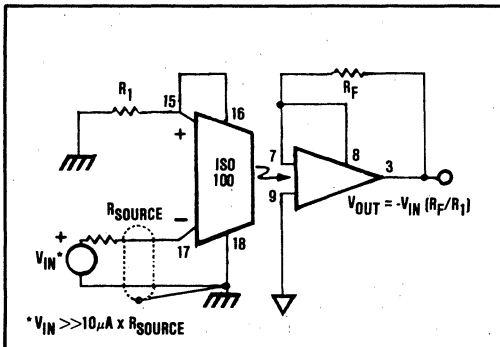 R1
15
16
+
ISO
100
RF
7
8
3
9
VOUT = -VIN (RF/R1)
RSOURCE
−
17
18
+
VIN*
*VIN >>10µA x RSOURCE